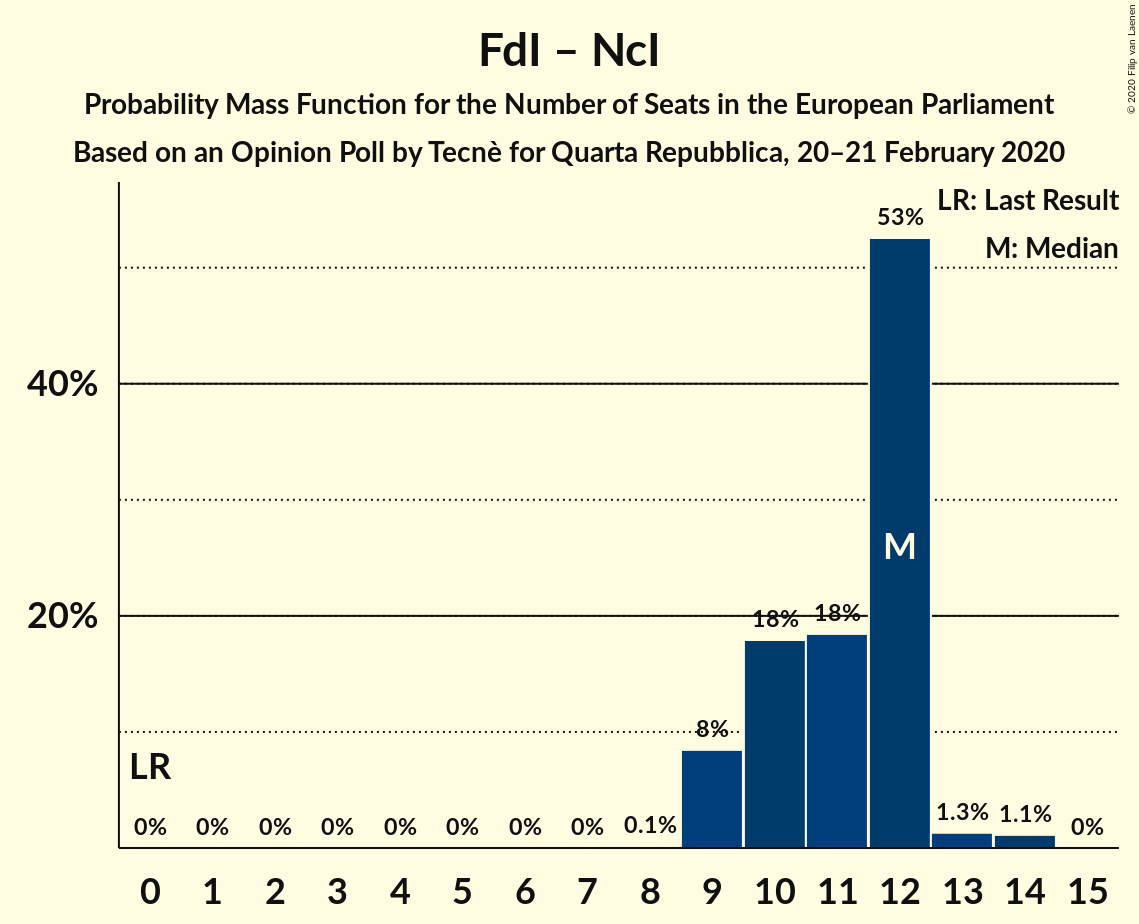 FdI – NcI
Probability Mass Function for the Number of Seats in the European Parliament
Based on an Opinion Poll by Tecnè for Quarta Repubblica, 20–21 February 2020
© 2020 Filip van Laenen
LR: Last Result
M: Median
53%
40%
M
20%
18% 18%
8%
LR
0% 0% 0% 0% 0% 0% 0% 0% 0.1% 1.3% 1.1% 0%
0 1 2 3 4 5 6 7 8 9 10 11 12 13 14 15